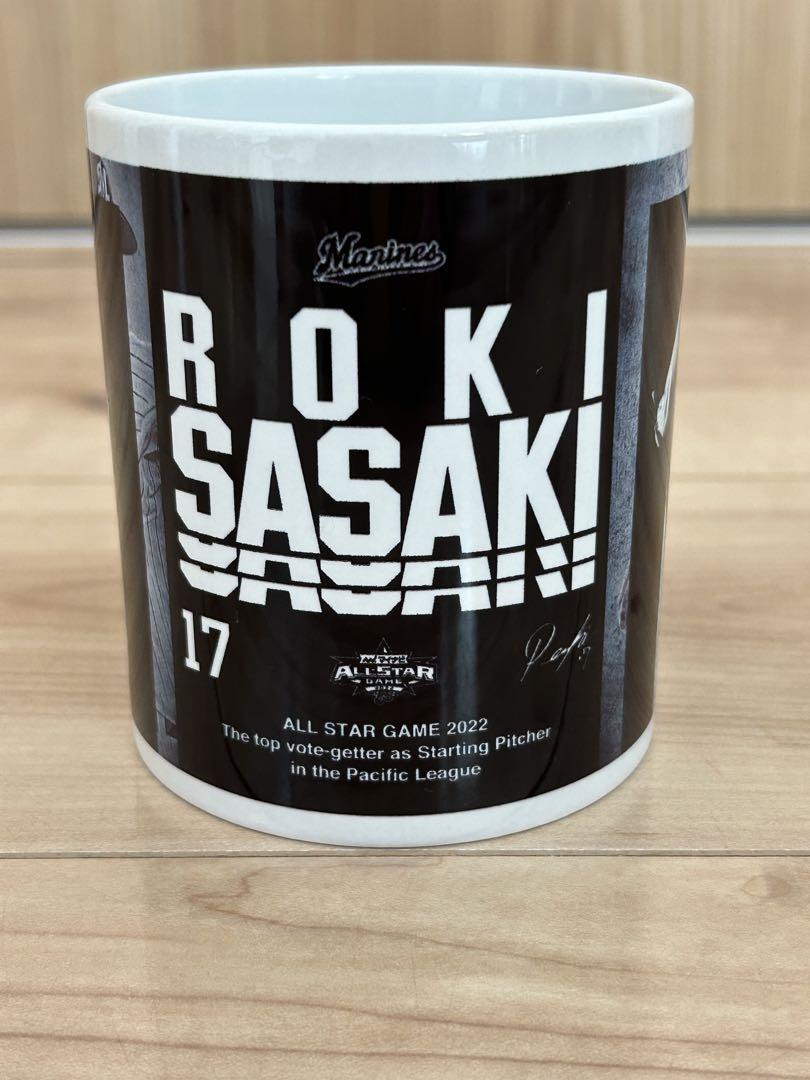 Marines
ROKI
SASAKI
17
ALL-STAR
GAME
2022
ALL STAR GAME 2022
The top vote-getter as Starting Pitcher
in the Pacific League